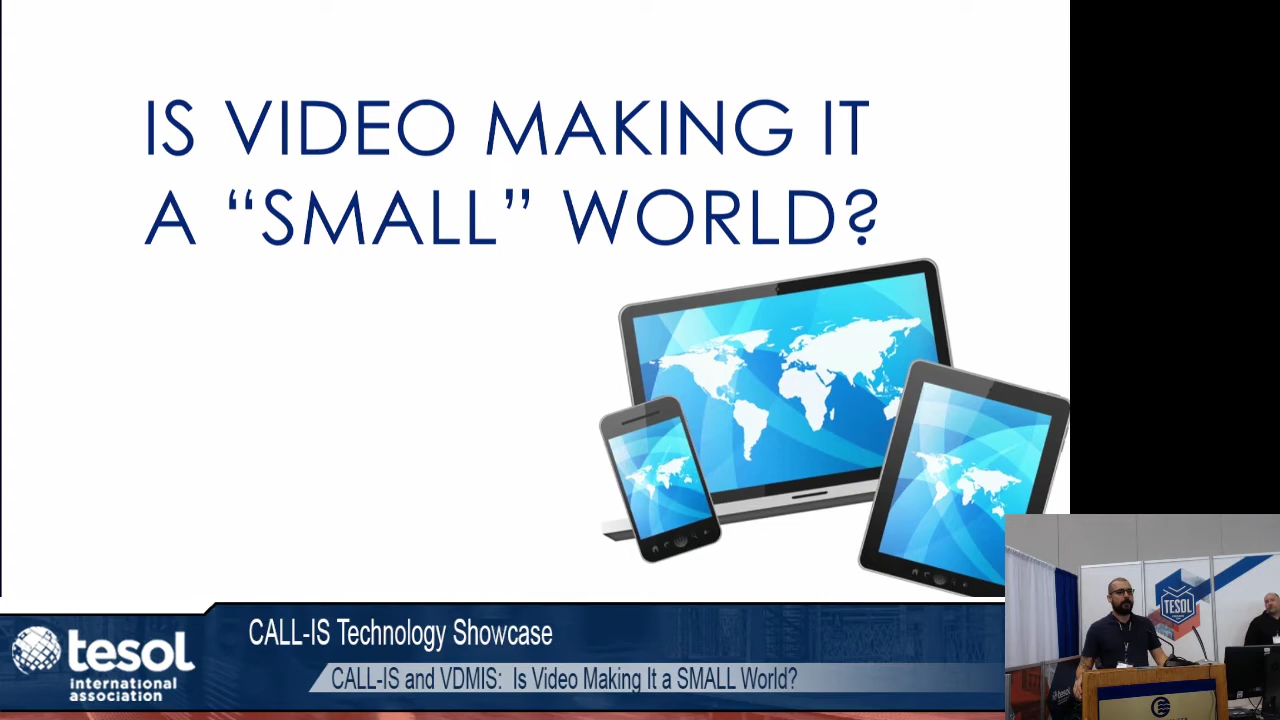 IS VIDEO MAKING IT
A “SMALL” WORLD?
CALL-IS Technology Showcase
CALL-IS and VDMIS: Is Video Making It a SMALL World?
tesol
international
association
TESOL
tesol